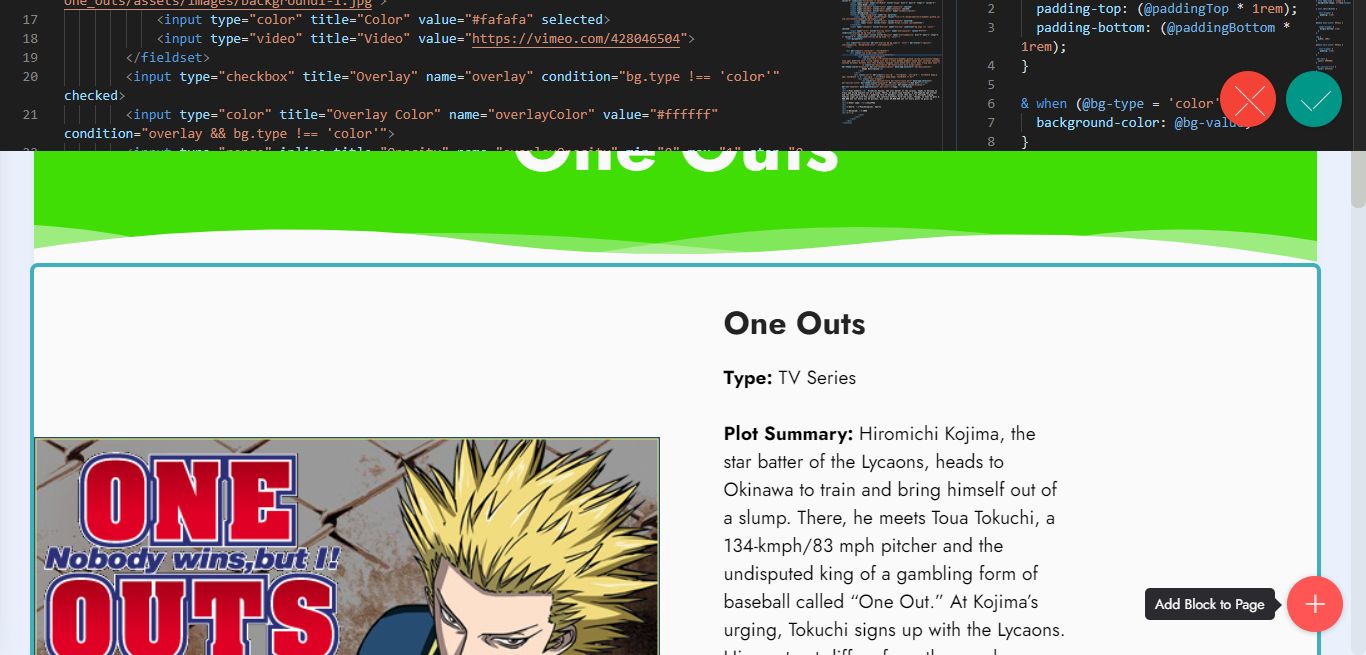 one_outs/assets/images/background1-1.jpg">
17 <input type="color" title="Color" value="#fafafa" selected>
18 <input type="video" title="Video" value="https://vimeo.com/428046504">
19 </fieldset>
20 <input type="checkbox" title="Overlay" name="overlay" condition="bg.type !== 'color'"
checked>
21 <input type="color" title="Overlay Color" name="overlayColor" value="#ffffff"
condition="overlay && bg.type !== 'color'">
2 padding-top: (@paddingTop * 1rem);
3 padding-bottom: (@paddingBottom *
1rem);
4 }
5
6 & when (@bg-type = 'color'
7 background-color: @bg-value;
8 }
One Outs
One Outs
Type: TV Series
Plot Summary: Hiromichi Kojima, the
star batter of the Lycaons, heads to
Okinawa to train and bring himself out of
a slump. There, he meets Toua Tokuchi, a
134-kmph/83 mph pitcher and the
undisputed king of a gambling form of
baseball called “One Out.” At Kojima’s
urging, Tokuchi signs up with the Lycaons.
ONE
Nobody wins,but I!
OUTS
Add Block to Page